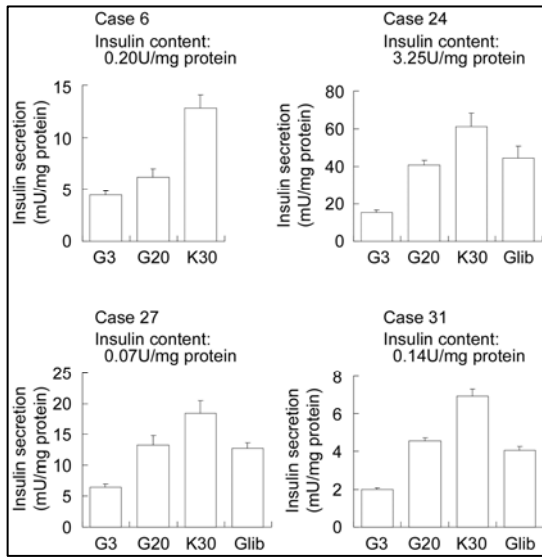 Case 6
Insulin content:
0.20U/mg protein
Insulin secretion
(mU/mg protein)
15
10
5
0
G3 G20 K30
Case 24
Insulin content:
3.25U/mg protein
Insulin secretion
(mU/mg protein)
80
60
40
20
0
G3 G20 K30 Glib
Case 27
Insulin content:
0.07U/mg protein
Insulin secretion
(mU/mg protein)
25
20
15
10
5
0
G3 G20 K30 Glib
Case 31
Insulin content:
0.14U/mg protein
Insulin secretion
(mU/mg protein)
8
6
4
1
0
G3 G20 K30 Glib